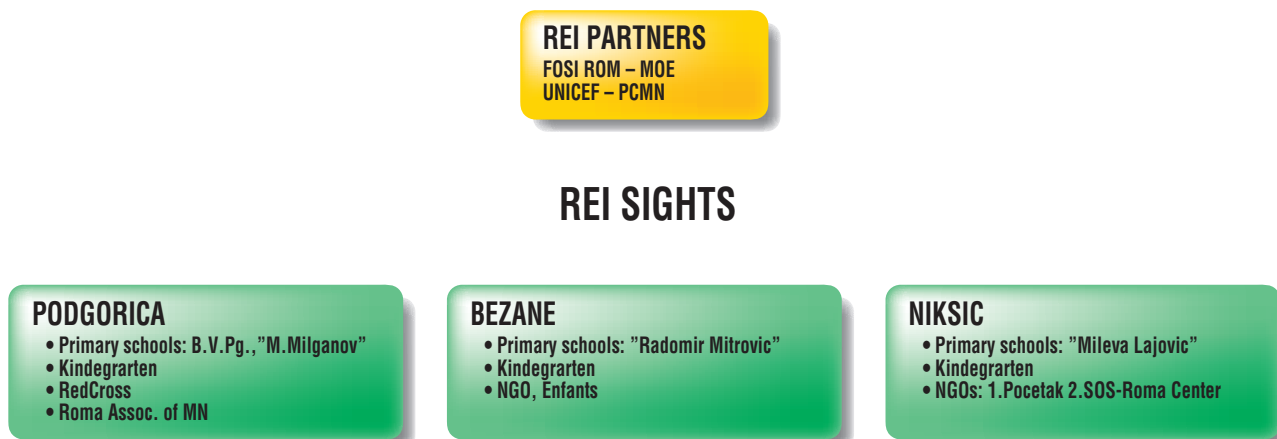 REI PARTNERS
FOSI ROM – MOE
UNICEF – PCMN
REI SIGHTS
PODGORICA
• Primary schools: B.V.Pg.,”M.Milganov”
• Kindegrarten
• RedCross
• Roma Assoc. of MN
BEZANE
• Primary schools: ”Radomir Mitrovic”
• Kindegrarten
• NGO, Enfants
NIKSIC
• Primary schools: ”Mileva Lajovic”
• Kindegrarten
• NGOs: 1.Pocetak 2.SOS-Roma Center